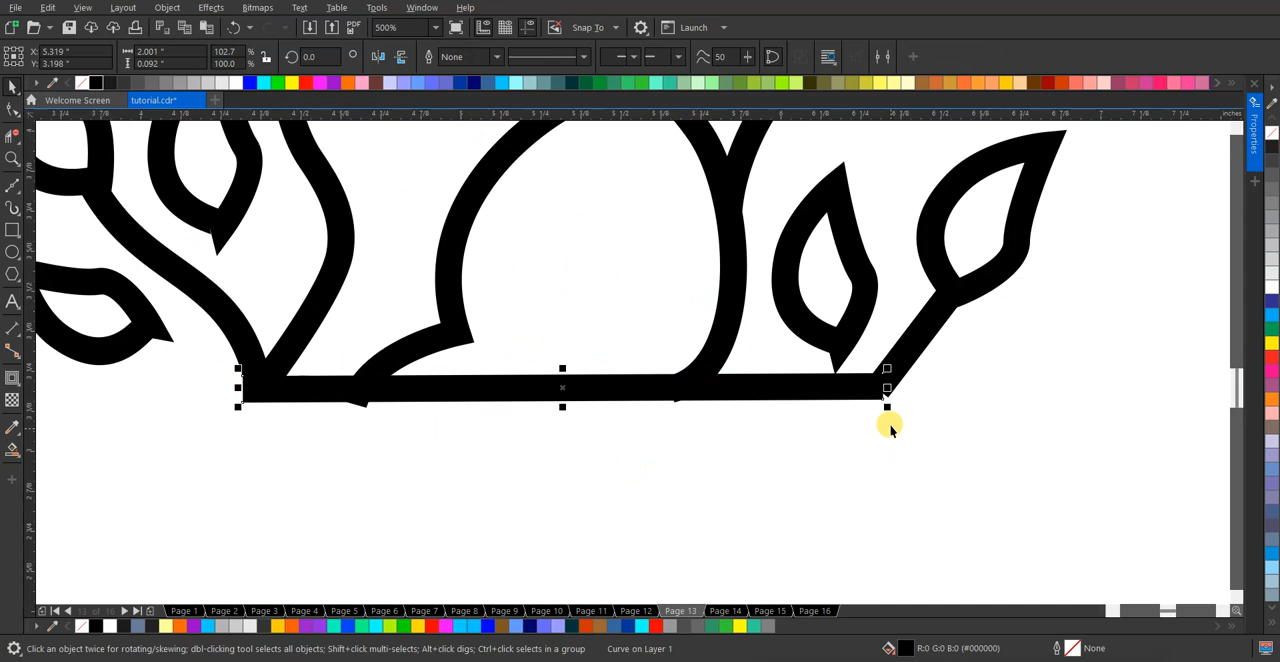 File Edit View Layout Object Effects Bitmaps Text Table Tools Window Help
PDF 500% Snap To Launch
X: 5.319 " 2.001 " 102.7 % 0.0 None 50
Y: 3.198 " 0.092 " 100.0 %
Welcome Screen tutorial.cdr*
inches
Properties
13 of 16 Page 1 Page 2 Page 3 Page 4 Page 5 Page 6 Page 7 Page 8 Page 9 Page 10 Page 11 Page 12 Page 13 Page 14 Page 15 Page 16
Click an object twice for rotating/skewing; dbl-clicking tool selects all objects; Shift+click multi-selects; Alt+click digs; Ctrl+click selects in a group Curve on Layer 1 R:0 G:0 B:0 (#000000) None